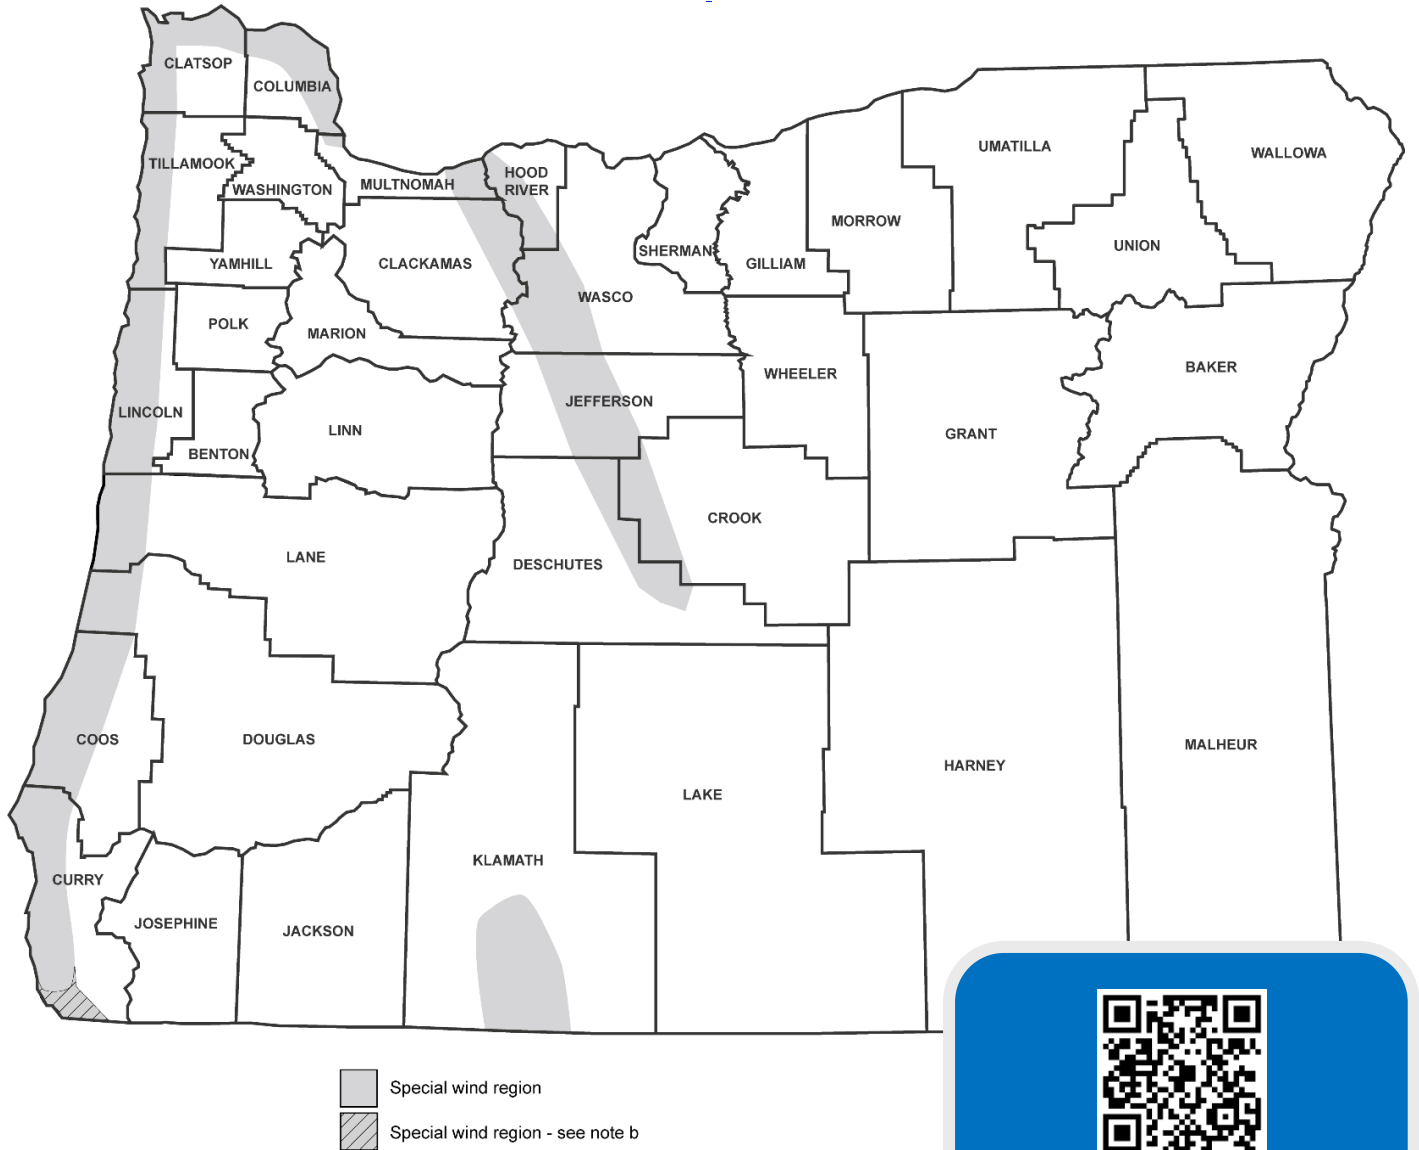 CLATSOP
COLUMBIA
TILLAMOOK
WASHINGTON
MULTNOMAH
HOOD
RIVER
UMATILLA
WALLOWA
MORROW
SHERMAN
GILLIAM
UNION
YAMHILL
CLACKAMAS
WASCO
POLK
MARION
WHEELER
BAKER
LINCOLN
JEFFERSON
LINN
GRANT
BENTON
CROOK
LANE
DESCHUTES
COOS
DOUGLAS
MALHEUR
HARNEY
LAKE
KLAMATH
CURRY
JOSEPHINE
JACKSON
Special wind region
Special wind region - see note b